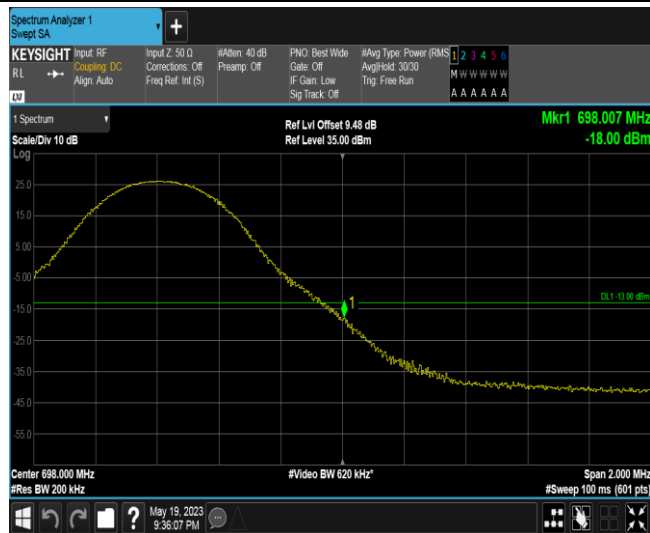 Spectrum Analyzer 1
Swept SA
+
KEYSIGHT
RL
LXI
Input: RF
Coupling: DC
Align: Auto
Input Z: 50 Ω
Corrections: Off
Freq Ref: Int (S)
#Atten: 40 dB
Preamp: Off
PNO: Best Wide
Gate: Off
IF Gain: Low
Sig Track: Off
#Avg Type: Power (RMS
Avg|Hold: 30/30
Trig: Free Run
1 2 3 4 5 6
M W W W W W
A A A A A A
1 Spectrum
Scale/Div 10 dB
Log
Ref Lvl Offset 9.48 dB
Ref Level 35.00 dBm
Mkr1 698.007 MHz
-18.00 dBm
25.0
15.0
5.00
-5.00
-15.0
-25.0
-35.0
-45.0
-55.0
1
DL1 -13.00 dBm
Center 698.000 MHz
#Res BW 200 kHz
#Video BW 620 kHz*
Span 2.000 MHz
#Sweep 100 ms (601 pts)
?
May 19, 2023
9:36:07 PM